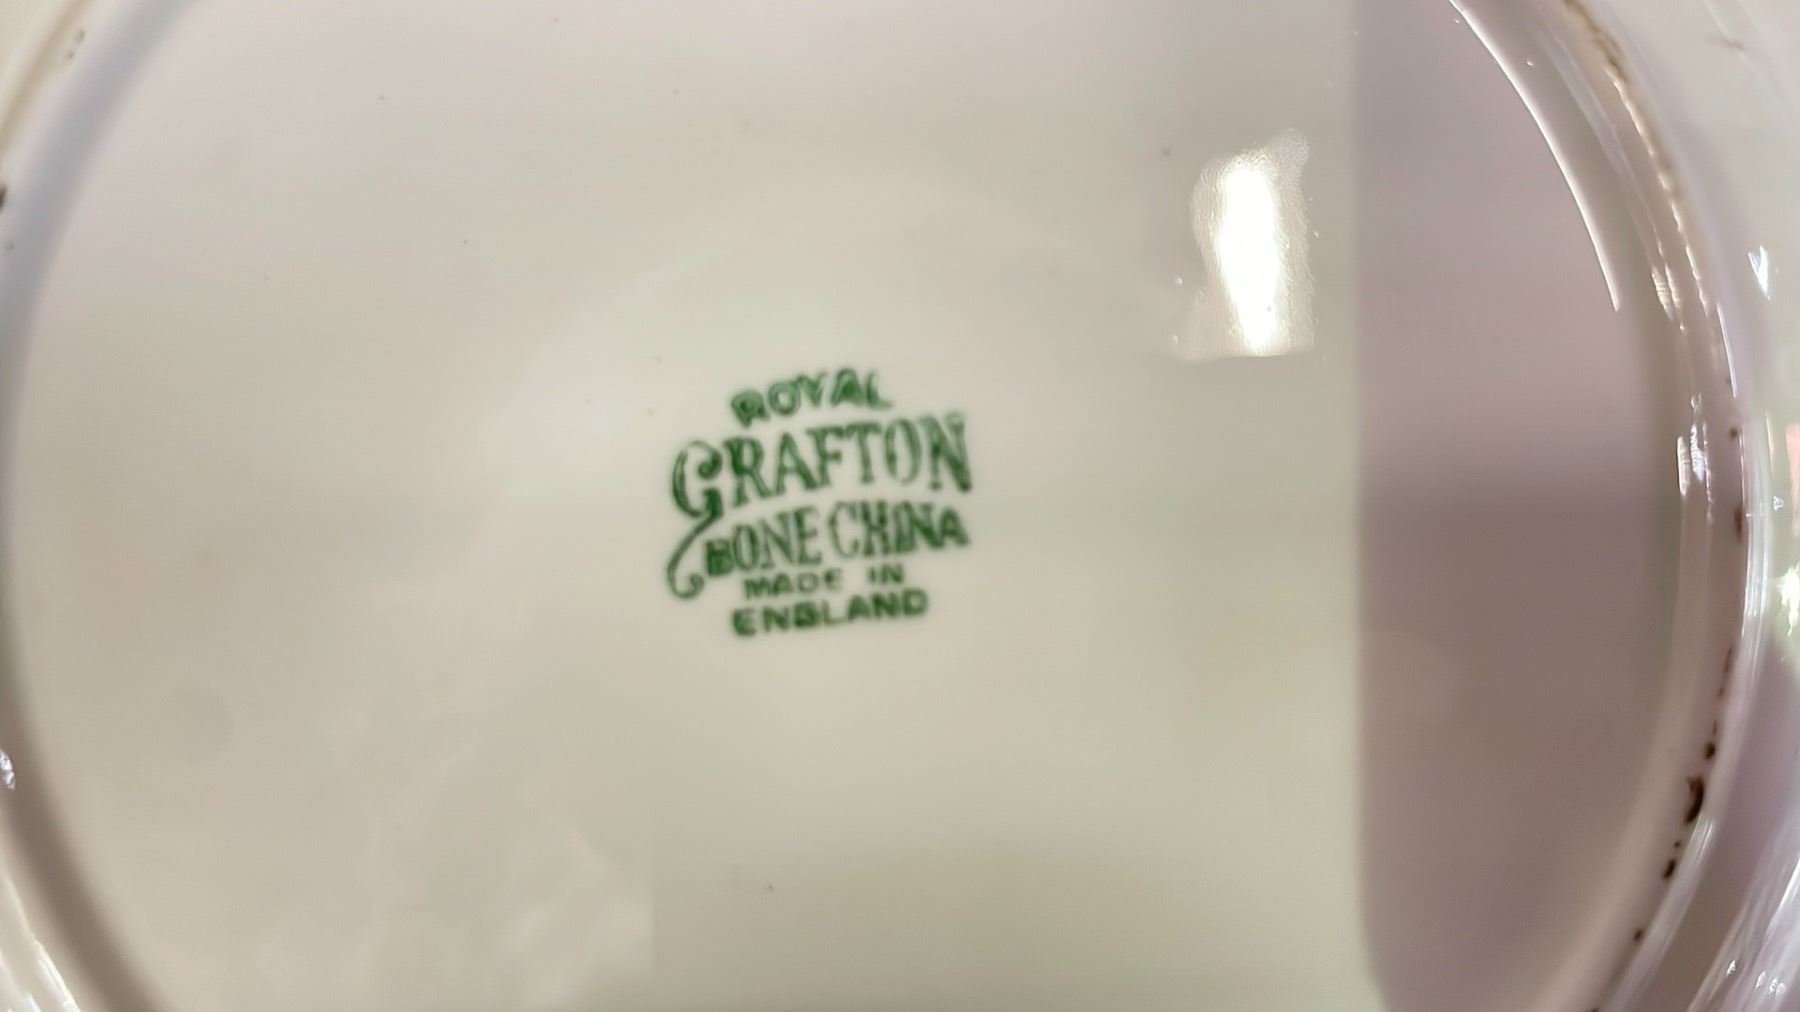 ROYAL
GRAFTON
BONE CHINA
MADE IN
ENGLAND